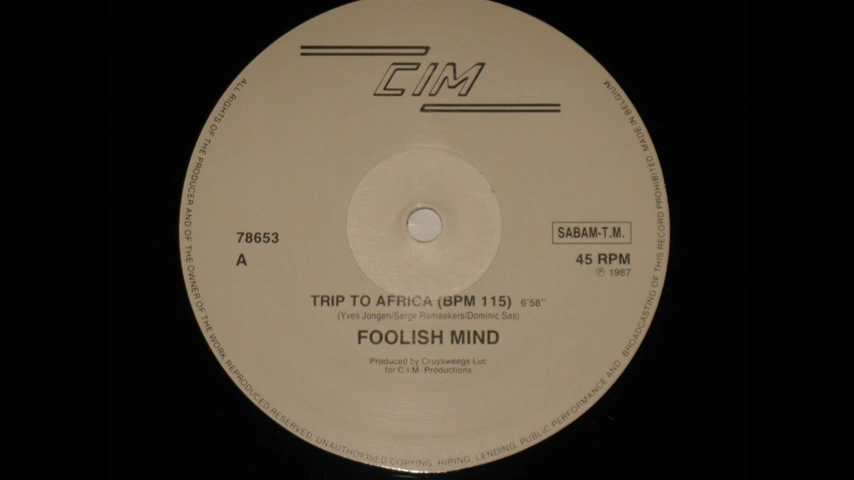 CIM
ALL RIGHTS OF THE PRODUCER AND OF THE OWNER OF THE WORK REPRODUCED RESERVED. UNAUTHORISED COPYING, HIRING, LENDING, PUBLIC PERFORMANCE AND BROADCASTING OF THIS RECORD PROHIBITED MADE IN BELGIUM
78653
SABAM-T.M.
A
45 RPM
℗ 1987
TRIP TO AFRICA (BPM 115) 6'58''
(Yves Jongen/Serge Ramaekers/Dominic Sas)
FOOLISH MIND
Produced by Cruysweegs Luc
for C.I.M. Productions